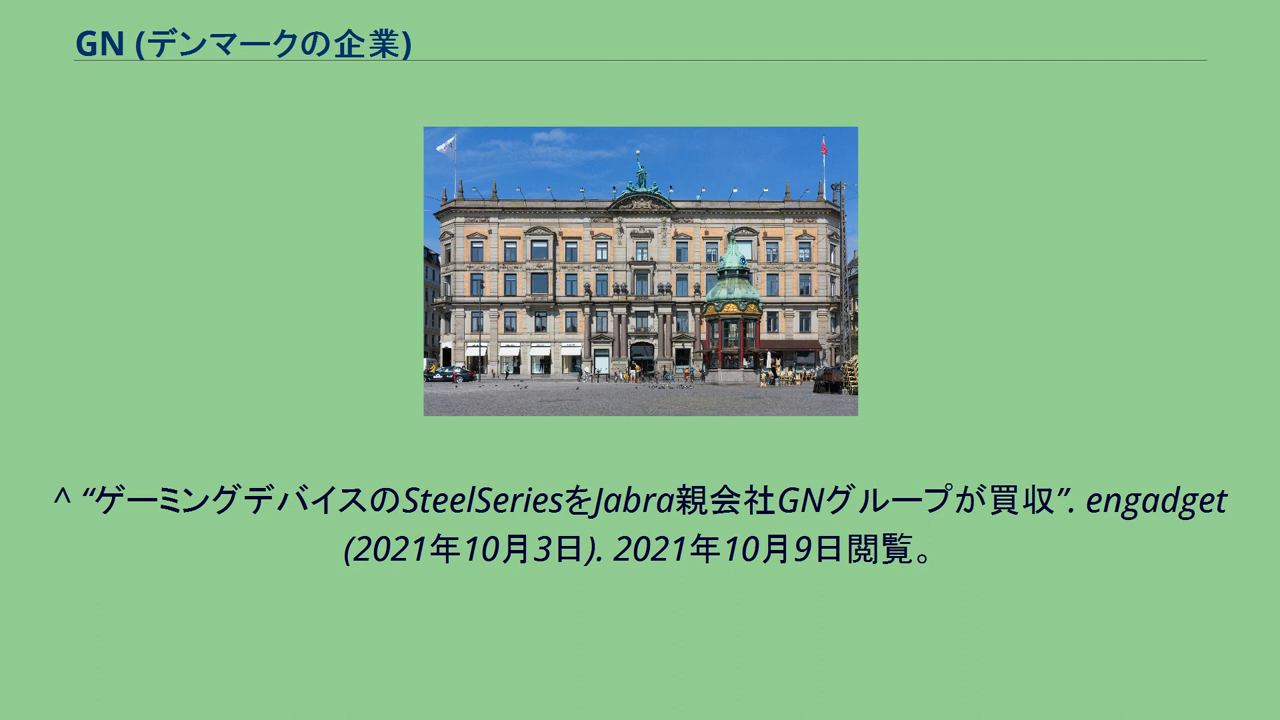 GN (デンマークの企業)
^ “ゲーミングデバイスのSteelSeriesをJabra親会社GNグループが買収”. engadget
(2021年10月3日). 2021年10月9日閲覧。